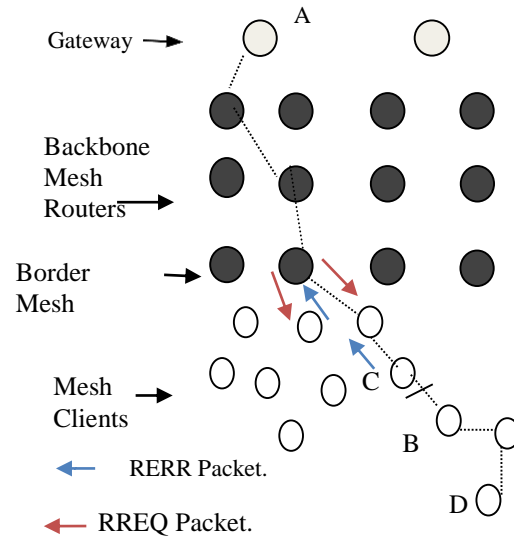 A
Gateway
Backbone
Mesh
Routers
Border
Mesh
C
Mesh
Clients
B
RERR Packet.
D
RREQ Packet.